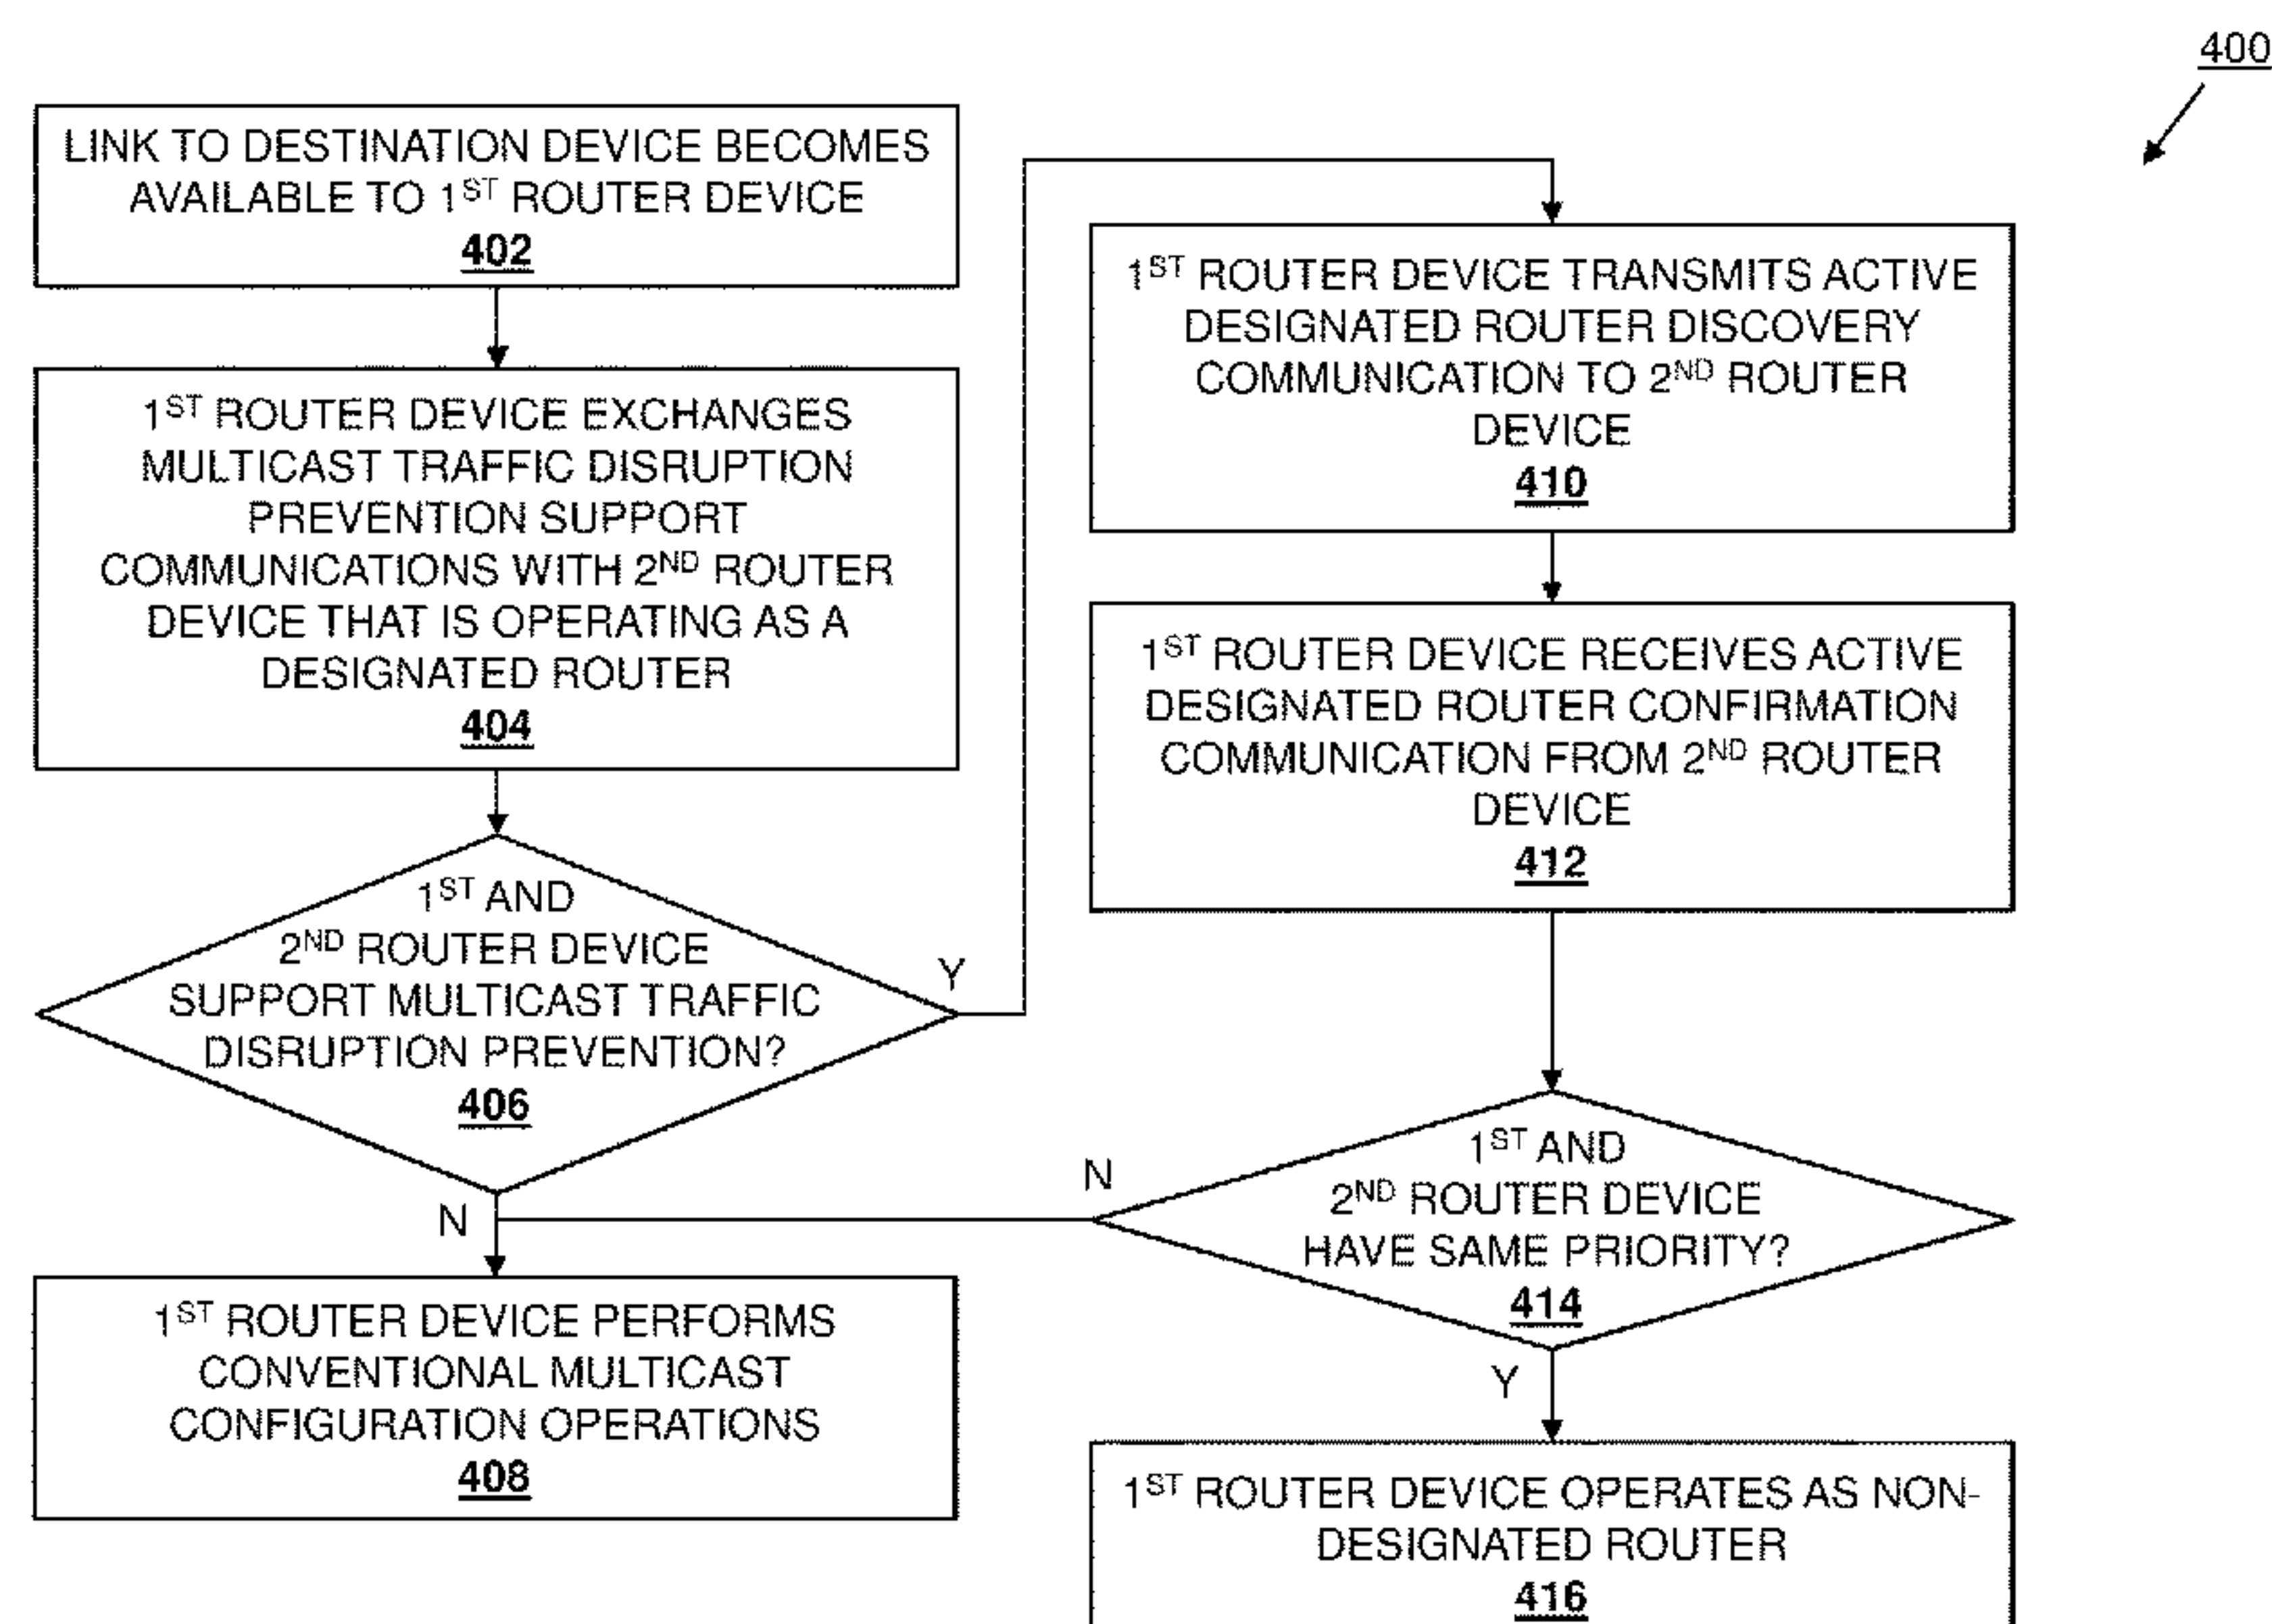 400
LINK TO DESTINATION DEVICE BECOMES
AVAILABLE TO 1ST ROUTER DEVICE
402
1ST ROUTER DEVICE EXCHANGES
MULTICAST TRAFFIC DISRUPTION
PREVENTION SUPPORT
COMMUNICATIONS WITH 2ND ROUTER
DEVICE THAT IS OPERATING AS A
DESIGNATED ROUTER
404
1ST AND
2ND ROUTER DEVICE
SUPPORT MULTICAST TRAFFIC
DISRUPTION PREVENTION?
406
Y
N
1ST ROUTER DEVICE PERFORMS
CONVENTIONAL MULTICAST
CONFIGURATION OPERATIONS
408
1ST ROUTER DEVICE TRANSMITS ACTIVE
DESIGNATED ROUTER DISCOVERY
COMMUNICATION TO 2ND ROUTER
DEVICE
410
1ST ROUTER DEVICE RECEIVES ACTIVE
DESIGNATED ROUTER CONFIRMATION
COMMUNICATION FROM 2ND ROUTER
DEVICE
412
1ST AND
2ND ROUTER DEVICE
HAVE SAME PRIORITY?
414
N
Y
1ST ROUTER DEVICE OPERATES AS NON-
DESIGNATED ROUTER
416